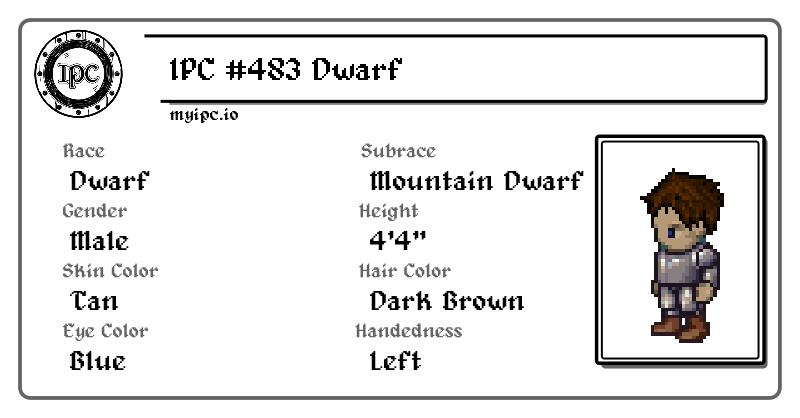 IPC
IPC #483 Dwarf
myipc.io
Race
Dwarf
Subrace
Mountain Dwarf
Gender
Male
Height
4'4"
Skin Color
Tan
Hair Color
Dark Brown
Eye Color
Blue
Handedness
Left